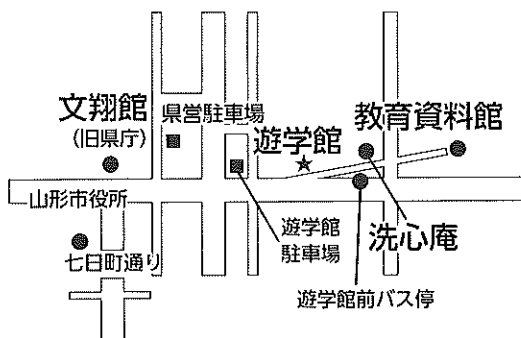 文翔館
(旧県庁)
県営駐車場
遊学館
教育資料館
山形市役所
遊学館
駐車場
洗心庵
七日町通り
遊学館前バス停